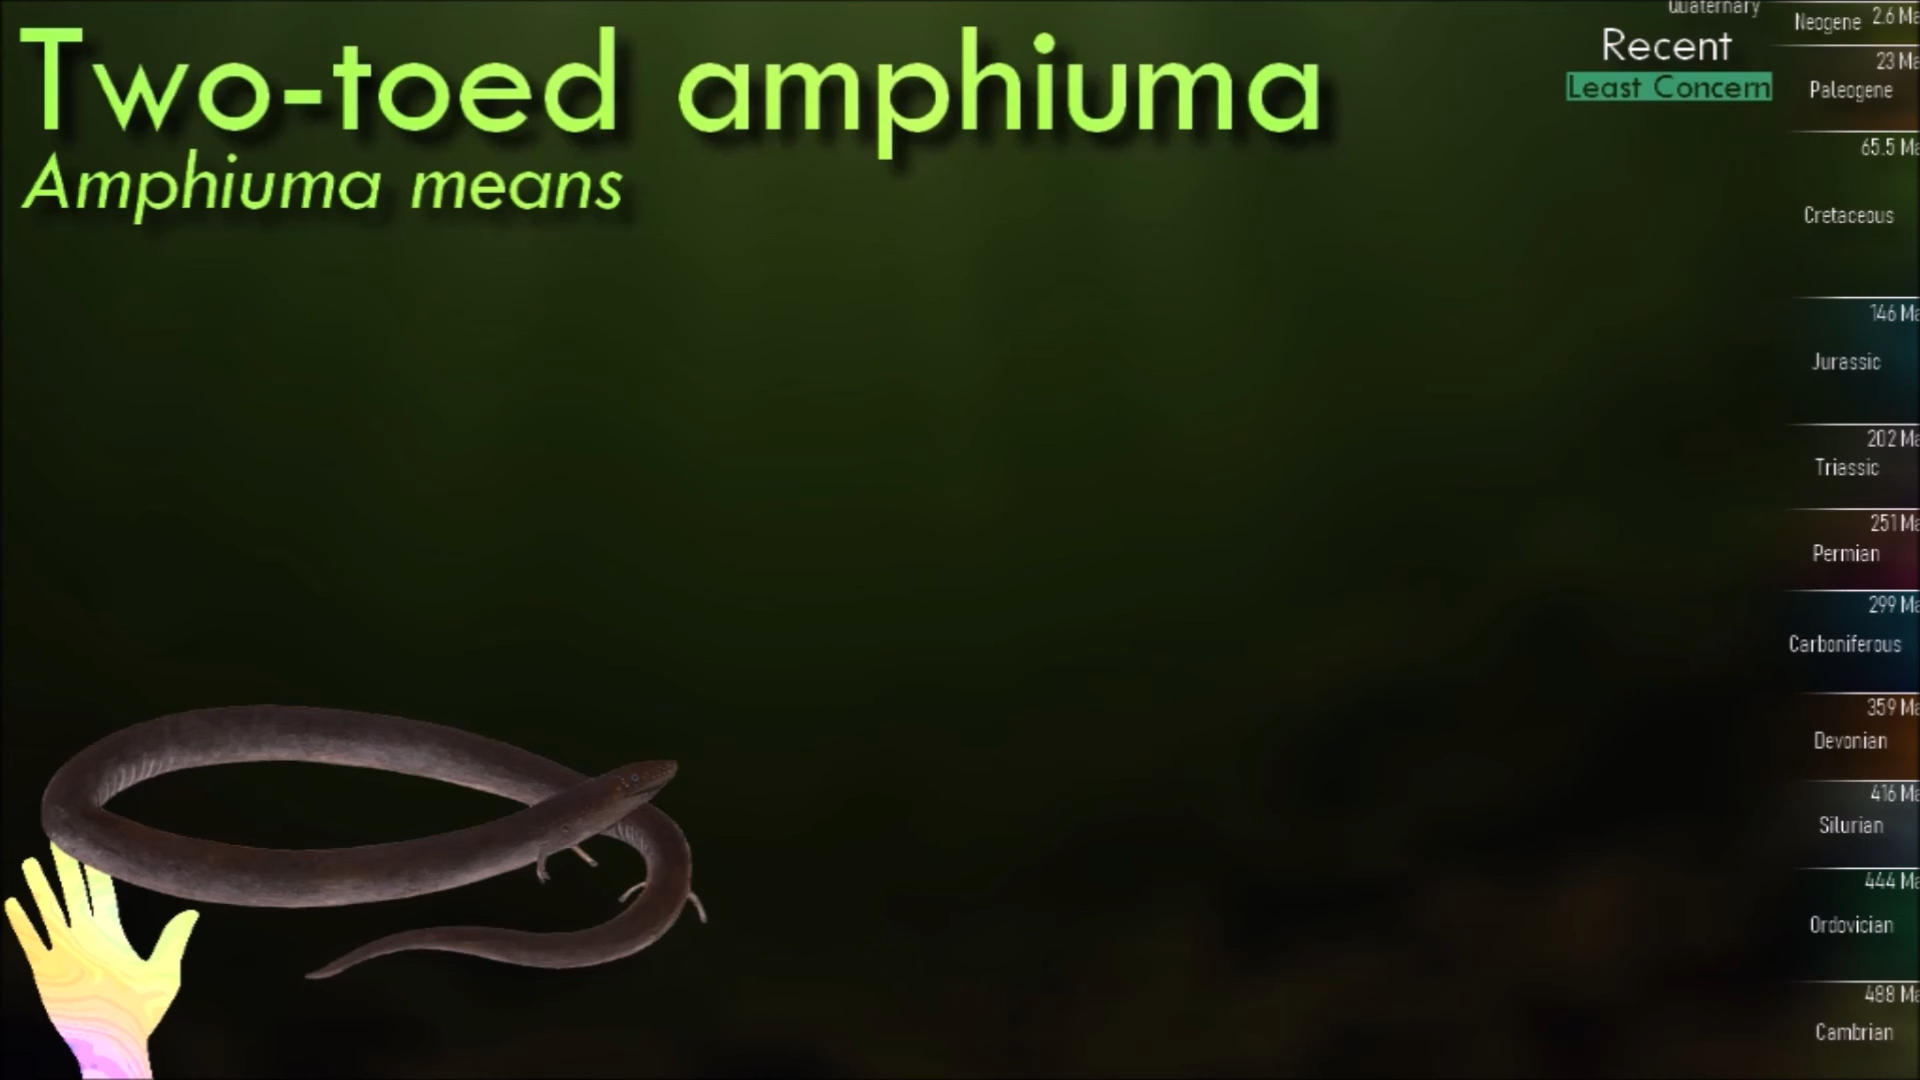 Two-toed amphiuma
Amphiuma means
Quaternary
Recent
Least Concern
Neogene 2.6 Ma
23 Ma
Paleogene
65.5 Ma
Cretaceous
146 Ma
Jurassic
202 Ma
Triassic
251 Ma
Permian
299 Ma
Carboniferous
359 Ma
Devonian
416 Ma
Silurian
444 Ma
Ordovician
488 Ma
Cambrian